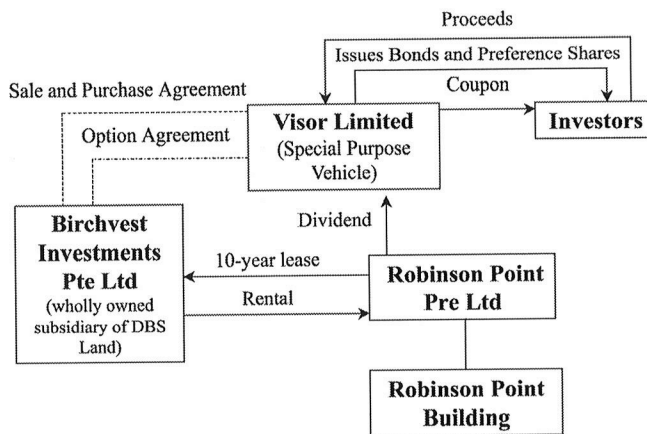 Proceeds
Issues Bonds and Preference Shares
Sale and Purchase Agreement
Coupon
Option Agreement
Visor Limited
(Special Purpose
Vehicle)
Investors
Dividend
Birchvest
Investments
Pte Ltd
(wholly owned
subsidiary of DBS
Land)
10-year lease
Rental
Robinson Point
Pre Ltd
Robinson Point
Building